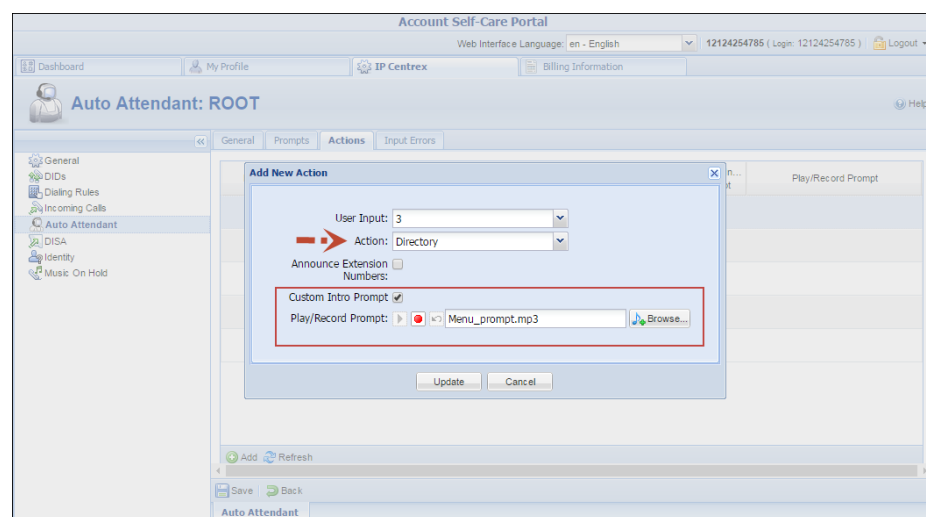 Account Self-Care Portal
Web Interface Language: en - English 12124254785 ( Login: 12124254785 ) Logout
Dashboard My Profile IP Centrex Billing Information
Auto Attendant: ROOT
Help
General Prompts Actions Input Errors
General
DIDs
Dialing Rules
Incoming Calls
Auto Attendant
DISA
Identity
Music On Hold
Play/Record Prompt
Add New Action
User Input: 3
Action: Directory
Announce Extension
Numbers:
Custom Intro Prompt
Play/Record Prompt: Menu_prompt.mp3 Browse...
Update Cancel
Add Refresh
Save Back
Auto Attendant